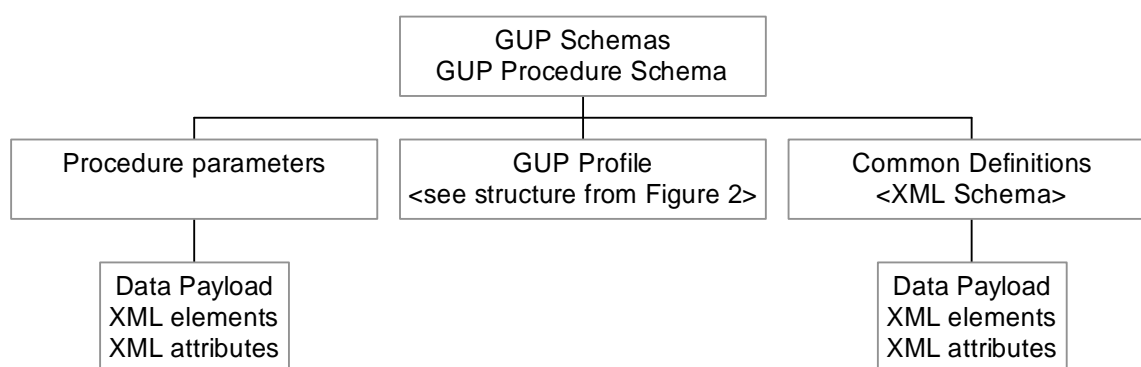 GUP Schemas
GUP Procedure Schema
Procedure parameters
GUP Profile
<see structure from Figure 2>
Common Definitions
<XML Schema>
Data Payload
XML elements
XML attributes
Data Payload
XML elements
XML attributes